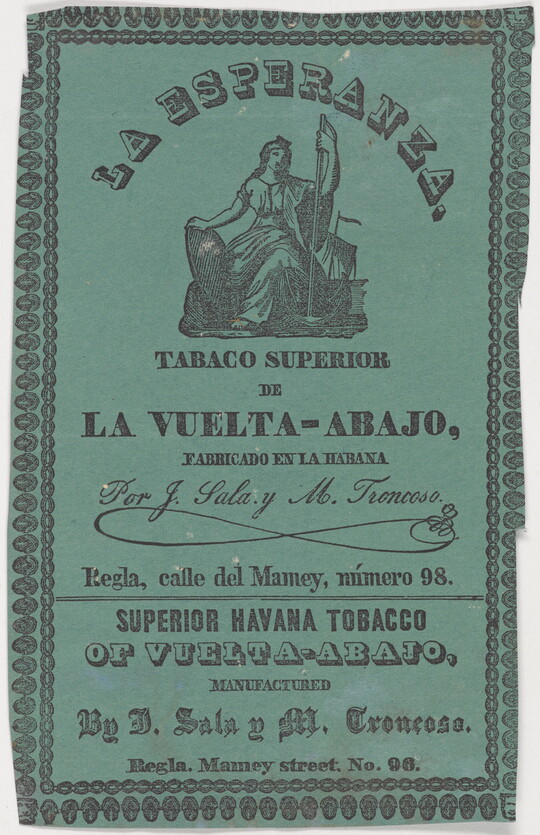 LA ESPERANZA.
TABACO SUPERIOR
DE
LA VUELTA-ABAJO,
FABRICADO EN LA HABANA
Por J. Sala. y M. Troncoso.
Regla, calle del Mamey, número 98.
SUPERIOR HAVANA TOBACCO
OF VUELTA-ABAJO,
MANUFACTURED
By J. Sala y M. Troncoso.
Regla. Mamey street. No. 96.